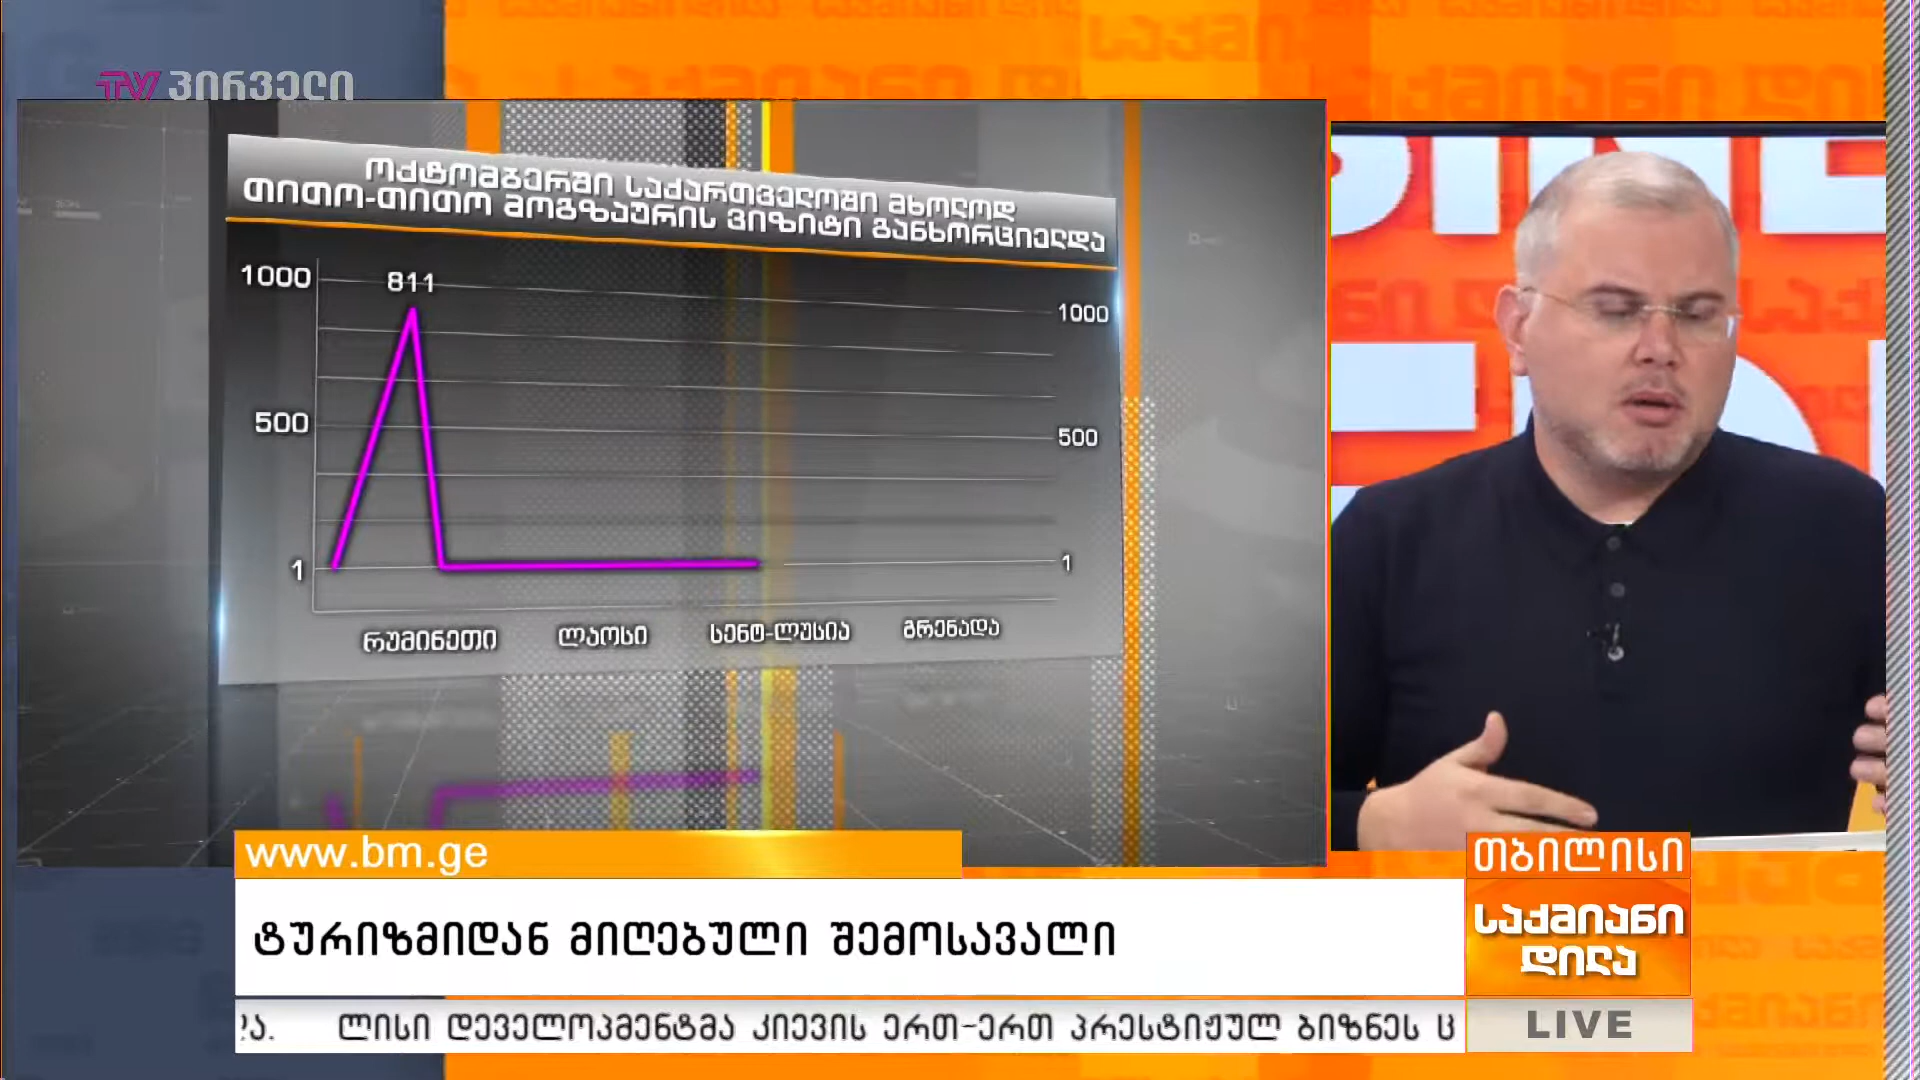 TV პირველი
ოქტომბერში საქართველოში მხოლოდ
თითო-თითო მოგზაურის ვიზიტი განხორციელდა
1000
811
1000
500
500
1
1
რუმინეთი
ლაოსი
სენტ-ლუსია
გრენადა
www.bm.ge
თბილისი
ტურიზმიდან მიღებული შემოსავალი
საქმიანი
დილა
ლისი დეველოპმენტმა კიევის ერთ-ერთ პრესტიჟულ ბიზნეს ც
LIVE